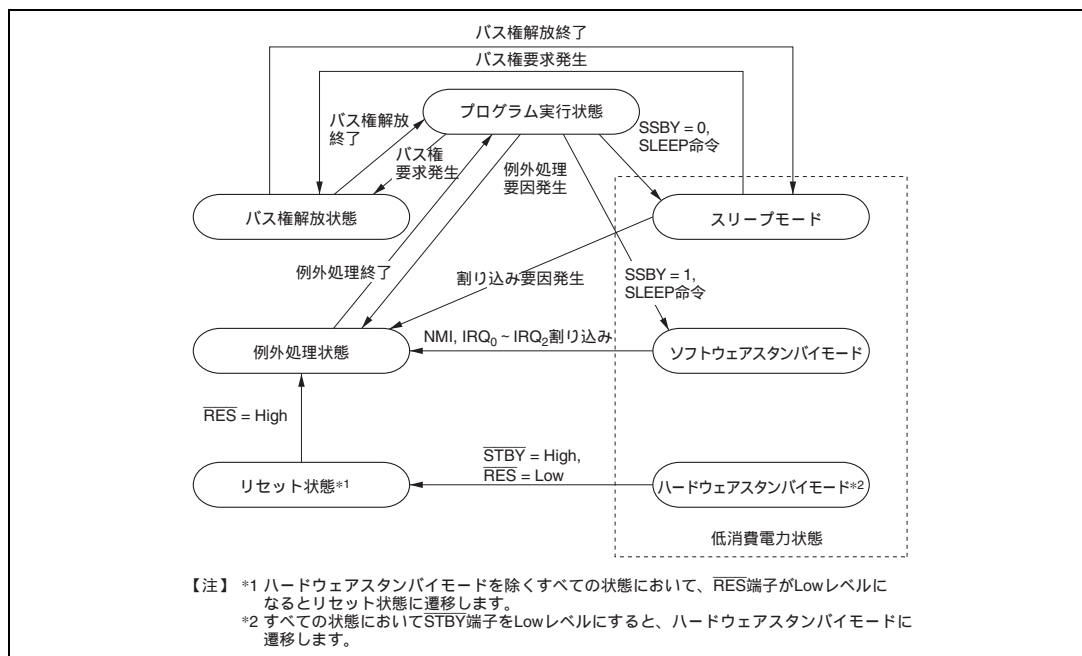 バス権解放終了
バス権要求発生
プログラム実行状態
バス権解放
終了
バス権
要求発生
例外処理
要因発生
SSBY = 0,
SLEEP命令
バス権解放状態
スリープモード
例外処理終了
割り込み要因発生
SSBY = 1,
SLEEP命令
例外処理状態
NMI, IRQ0 ~ IRQ2割り込み
ソフトウェアスタンバイモード
RES = High
STBY = High,
RES = Low
リセット状態*1
ハードウェアスタンバイモード*2
低消費電力状態
【注】 *1 ハードウェアスタンバイモードを除くすべての状態において、RES端子がLowレベルに
なるとリセット状態に遷移します。
*2 すべての状態においてSTBY端子をLowレベルにすると、ハードウェアスタンバイモードに
遷移します。